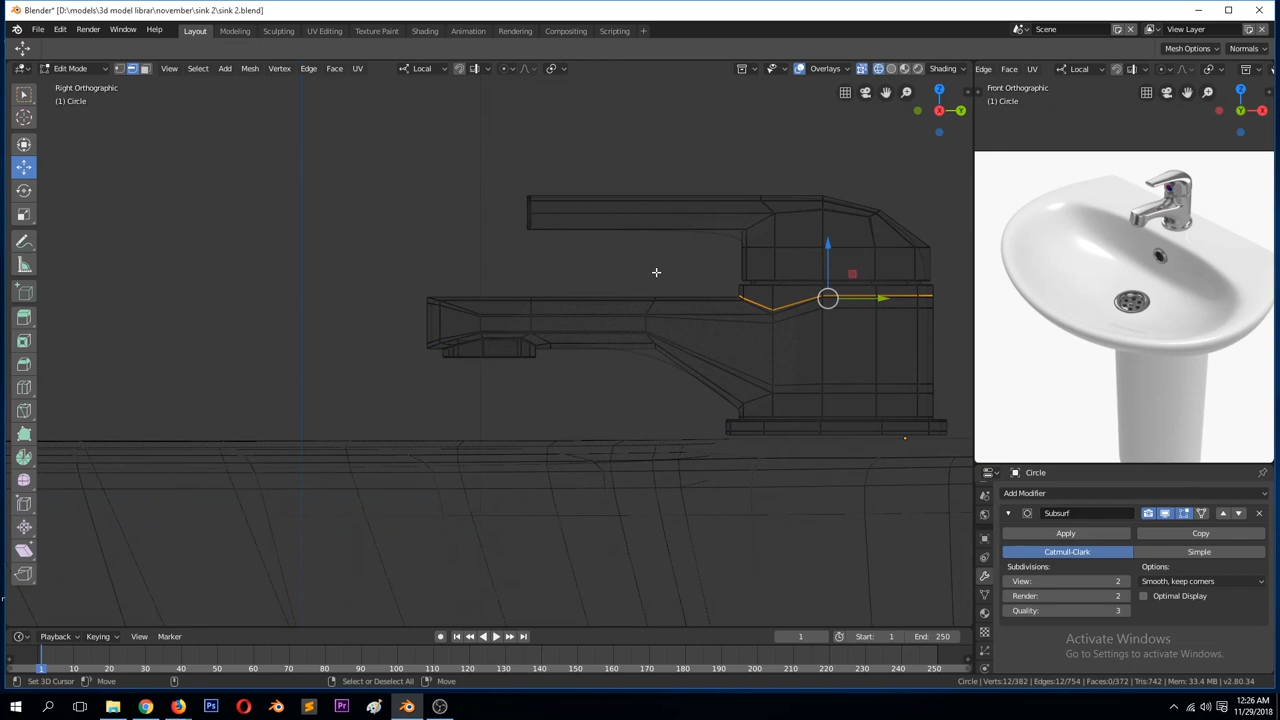 Blender* [D:\models\3d model librar\november\sink 2\sink 2.blend]
File Edit Render Window Help Layout Modeling Sculpting UV Editing Texture Paint Shading Animation Rendering Compositing Scripting + Scene View Layer
Mesh Options Normals
Edit Mode View Select Add Mesh Vertex Edge Face UV Local Overlays Shading Edge Face UV Local
Right Orthographic
(1) Circle
Front Orthographic
(1) Circle
Z
Y
X
Z
Y
X
Circle
Add Modifier
Subsurf
Apply Copy
Catmull-Clark Simple
Subdivisions: Options:
View: 2 Smooth, keep corners
Render: 2 Optimal Display
Quality: 3
Activate Windows
Go to Settings to activate Windows.
Playback Keying View Marker 1 Start: 1 End: 250
1 10 20 30 40 50 60 70 80 90 100 110 120 130 140 150 160 170 180 190 200 210 220 230 240 250
Set 3D Cursor Move Select or Deselect All Move Circle | Verts:12/382 | Edges:12/754 | Faces:0/372 | Tris:742 | Mem: 33.4 MB | v2.80.34
12:26 AM
11/29/2018